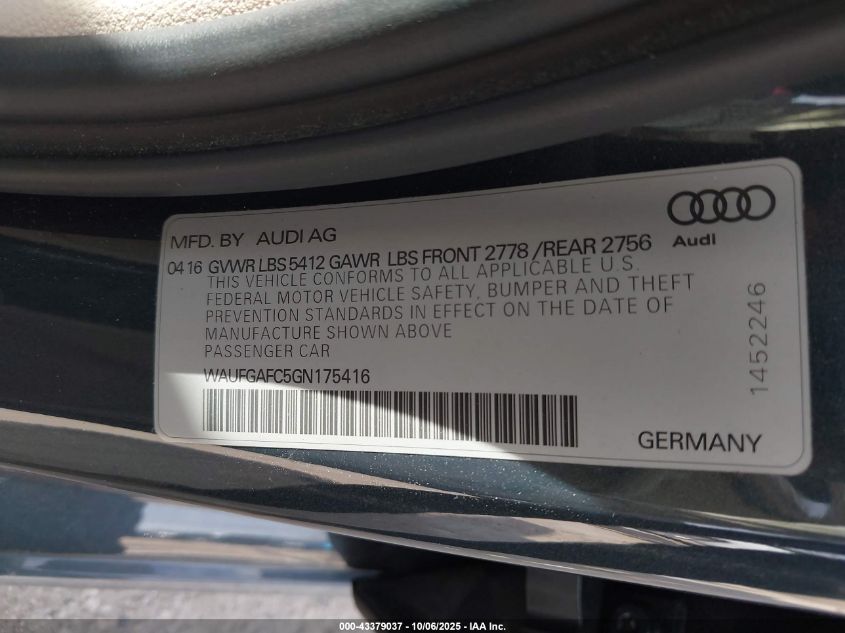 MFD. BY AUDI AG
Audi
04 16 GVWR LBS 5412 GAWR LBS FRONT 2778 /REAR 2756
THIS VEHICLE CONFORMS TO ALL APPLICABLE U.S.
FEDERAL MOTOR VEHICLE SAFETY, BUMPER AND THEFT
PREVENTION STANDARDS IN EFFECT ON THE DATE OF
MANUFACTURE SHOWN ABOVE
PASSENGER CAR
WAUFGAFC5GN175416
1452246
GERMANY
000-43379037 - 10/06/2025 - IAA Inc.